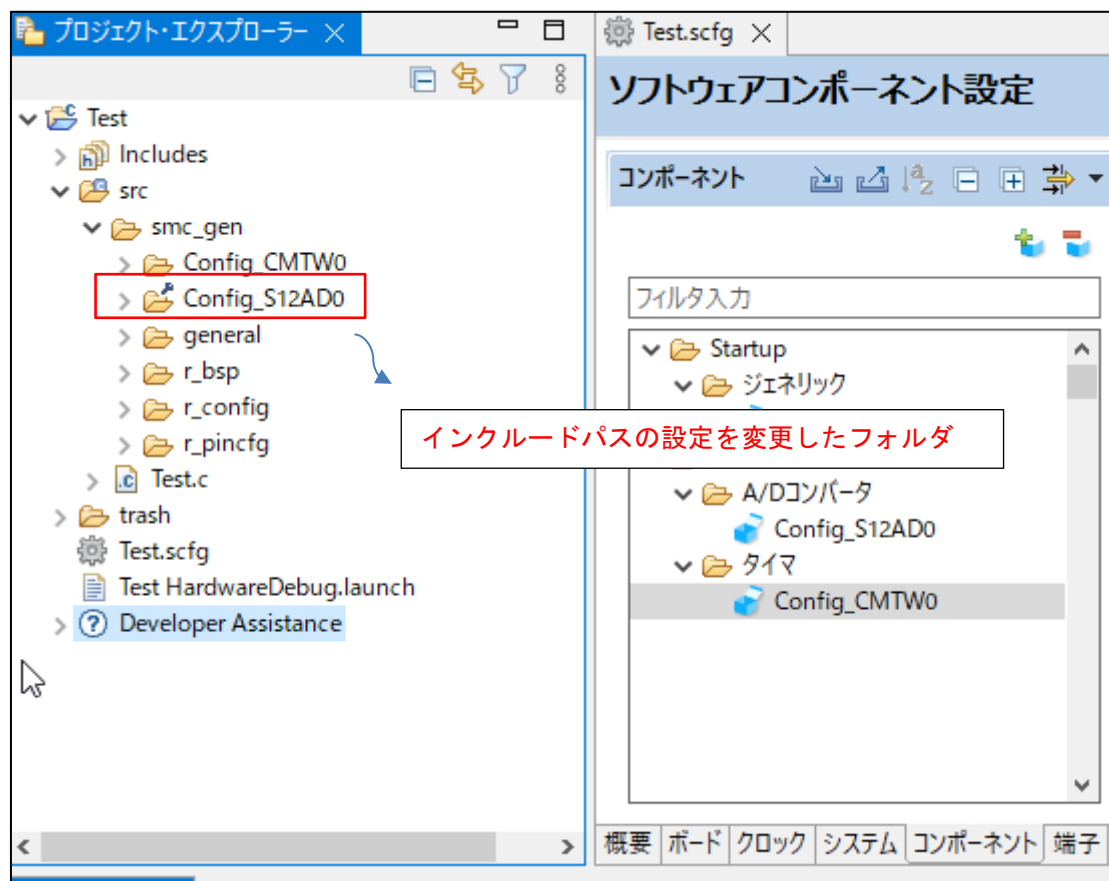 プロジェクト・エクスプローラー
Test
Includes
src
smc_gen
Config_CMTW0
Config_S12AD0
general
r_bsp
r_config
r_pincfg
Test.c
trash
Test.scfg
Test HardwareDebug.launch
Developer Assistance
Test.scfg
ソフトウェアコンポーネント設定
コンポーネント
フィルタ入力
Startup
ジェネリック
インクルードパスの設定を変更したフォルダ
A/Dコンバータ
Config_S12AD0
タイマ
Config_CMTW0
概要 ボード クロック システム コンポーネント 端子